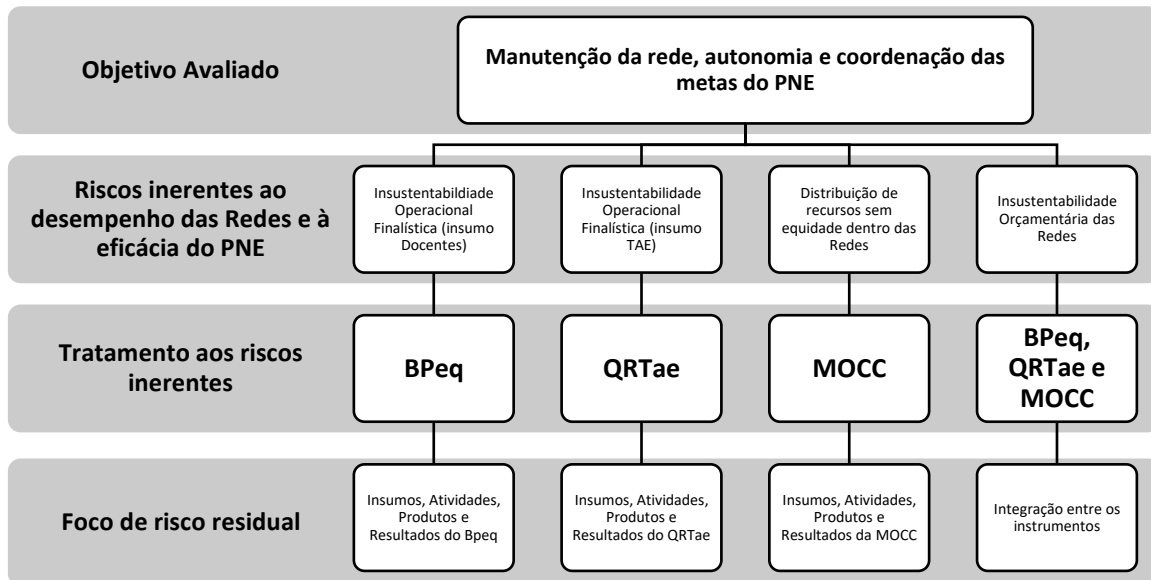 Objetivo Avaliado
Manutenção da rede, autonomia e coordenação das
metas do PNE
Riscos inerentes ao
desempenho das Redes e à
eficácia do PNE
Insustentabildiade
Operacional
Finalística (insumo
Docentes)
Insustentabilidade
Operacional
Finalística (insumo
TAE)
Distribuição de
recursos sem
equidade dentro das
Redes
Insustentabilidade
Orçamentária das
Redes
Tratamento aos riscos
inerentes
BPeq
QRTae
MOCC
BPeq,
QRTae e
MOCC
Foco de risco residual
Insumos, Atividades,
Produtos e
Resultados do Bpeq
Insumos, Atividades,
Produtos e
Resultados do QRTae
Insumos, Atividades,
Produtos e
Resultados da MOCC
Integração entre os
instrumentos